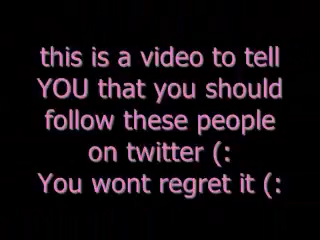 this is a video to tell
YOU that you should
follow these people
on twitter (:
You wont regret it (: